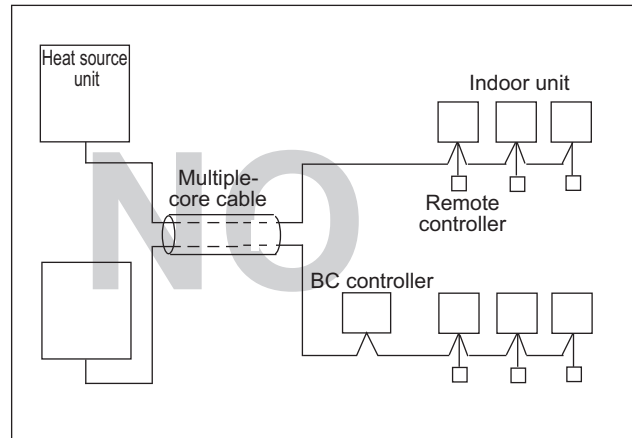 Heat source
unit
Indoor unit
Multiple-
core cable
Remote
controller
BC controller
NO